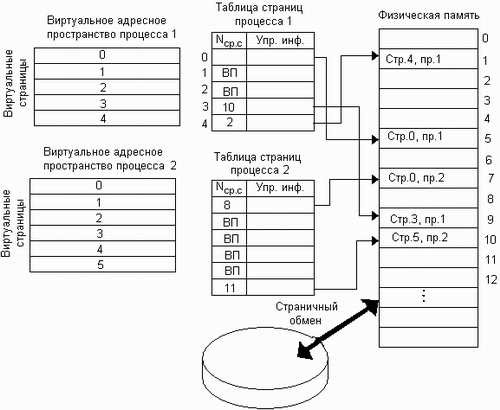 Виртуальное адресное
пространство процесса 1
Виртуальные
страницы
0
1
2
3
4
Виртуальное адресное
пространство процесса 2
Виртуальные
страницы
0
1
2
3
4
5
Таблица страниц
процесса 1
Nср.с Упр. инф.
0
1 ВП
2 ВП
3 10
4 2
Таблица страниц
процесса 2
Nср.с Упр. инф.
8
ВП
ВП
ВП
ВП
11
Страничный
обмен
Физическая память
0
Стр.4, пр.1 1
2
3
4
Стр.0, пр.1 5
6
Стр.0, пр.2 7
8
Стр.3, пр.1 9
Стр.5, пр.2 10
11
12
...